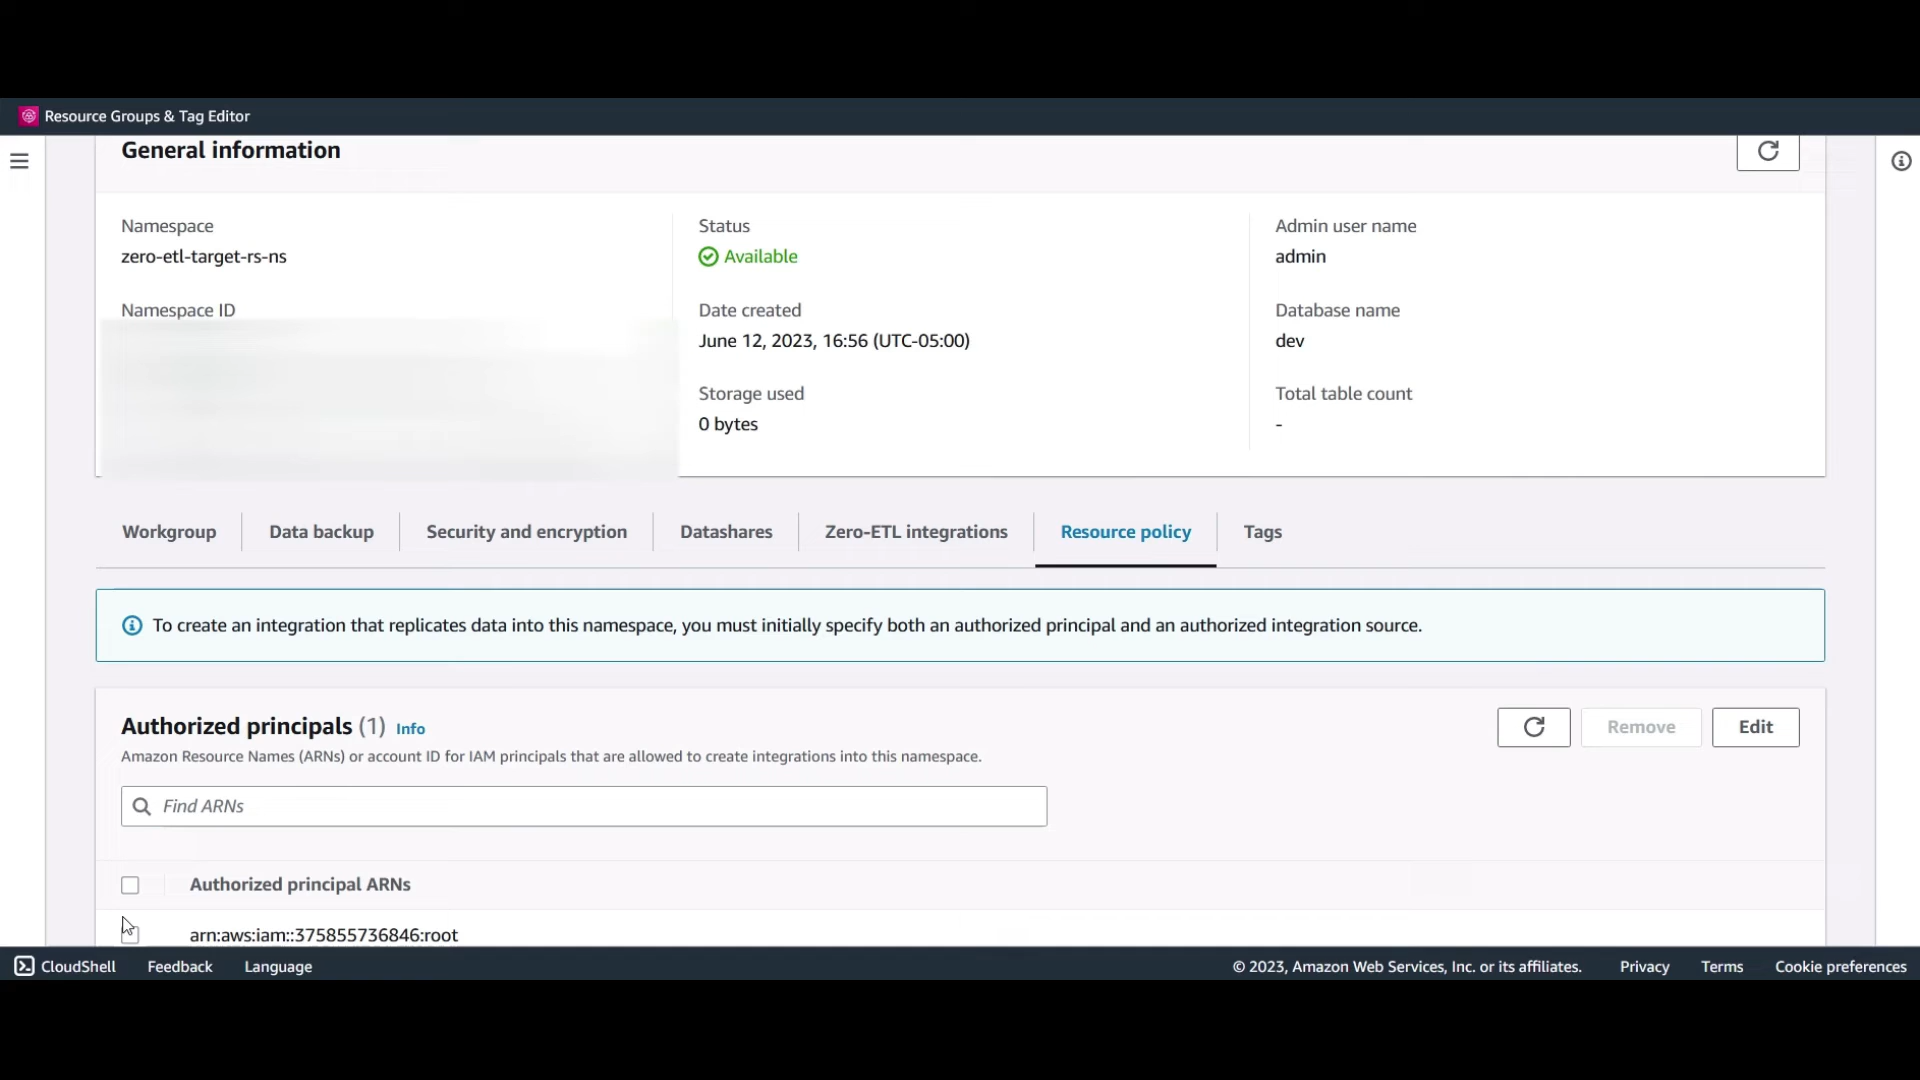 Resource Groups & Tag Editor
General information
Namespace
zero-etl-target-rs-ns
Status
Available
Admin user name
admin
Namespace ID
Date created
June 12, 2023, 16:56 (UTC-05:00)
Database name
dev
Storage used
0 bytes
Total table count
-
Workgroup
Data backup
Security and encryption
Datashares
Zero-ETL integrations
Resource policy
Tags
To create an integration that replicates data into this namespace, you must initially specify both an authorized principal and an authorized integration source.
Authorized principals (1) Info
Remove
Edit
Amazon Resource Names (ARNs) or account ID for IAM principals that are allowed to create integrations into this namespace.
Find ARNs
Authorized principal ARNs
arn:aws:iam::375855736846:root
CloudShell
Feedback
Language
© 2023, Amazon Web Services, Inc. or its affiliates.
Privacy
Terms
Cookie preferences